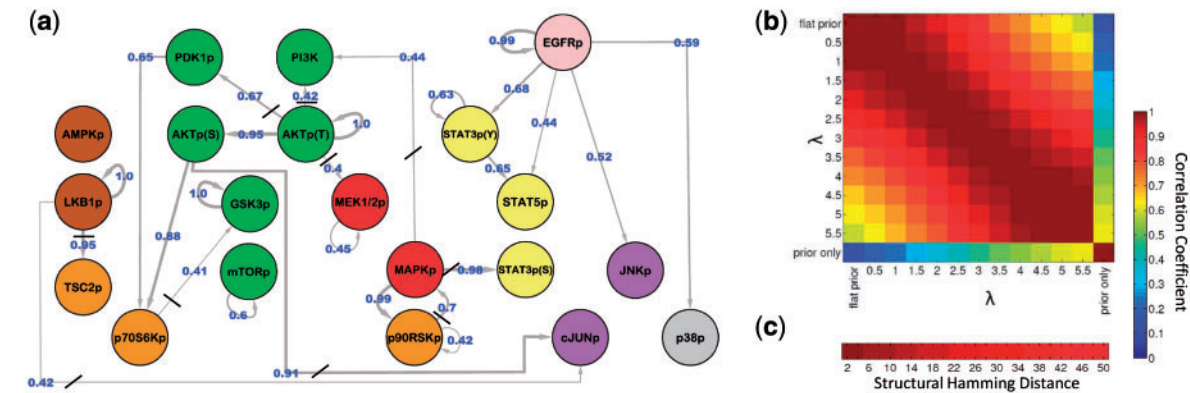 (a)
PDK1p
PI3K
EGFRp
0.65
0.44
0.99
0.59
0.67
0.42
0.68
0.63
AMPKp
AKTp(S)
0.95
AKTp(T)
1.0
STAT3p(Y)
0.44
0.4
0.65
0.52
LKB1p
1.0
1.0
GSK3p
MEK1/2p
STAT5p
0.95
0.88
0.45
0.41
mTORp
MAPKp
0.98
STAT3p(S)
JNKp
TSC2p
0.6
0.99
0.7
p70S6Kp
p90RSKp
0.42
cJUNp
p38p
0.42
0.91
(b)
flat prior
0.5
1
1.5
2
2.5
3
3.5
4
4.5
5
5.5
prior only
λ
flat prior
0.5 1 1.5 2 2.5 3 3.5 4 4.5 5 5.5
prior only
λ
1
0.9
0.8
0.7
0.6
0.5
0.4
0.3
0.2
0.1
0
Correlation Coefficient
(c)
2 6 10 14 18 22 26 30 34 38 42 46 50
Structural Hamming Distance